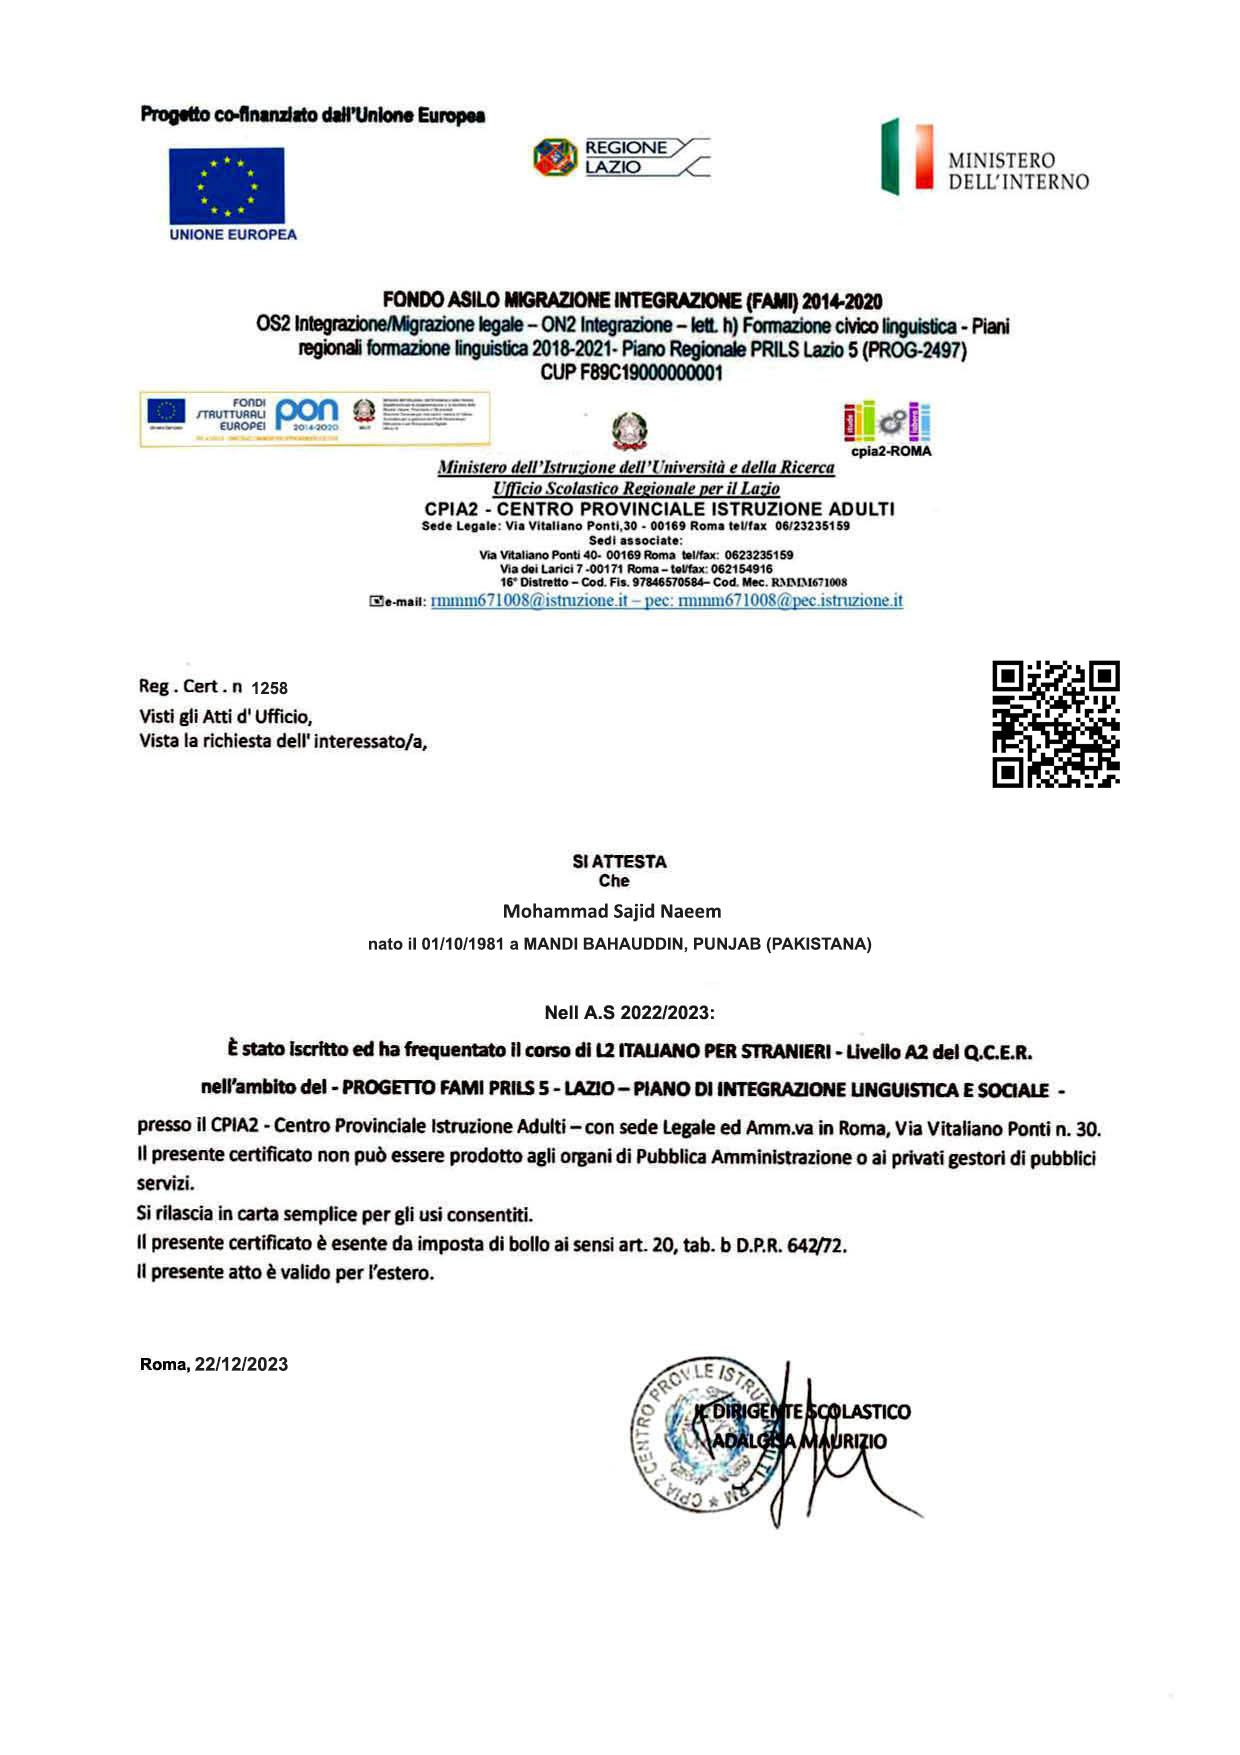 Progetto co-finanziato dall'Unione Europea
UNIONE EUROPEA
REGIONE
LAZIO
MINISTERO
DELL'INTERNO
FONDO ASILO MIGRAZIONE INTEGRAZIONE (FAMI) 2014-2020
OS2 Integrazione/Migrazione legale – ON2 Integrazione – lett. h) Formazione civico linguistica - Piani
regionali formazione linguistica 2018-2021- Piano Regionale PRILS Lazio 5 (PROG-2497)
CUP F89C19000000001
FONDI
STRUTTURALI
EUROPEI
pon
2014-2020
studio
lavoro
cpia2-ROMA
Ministero dell'Istruzione dell'Università e della Ricerca
Ufficio Scolastico Regionale per il Lazio
CPIA2 - CENTRO PROVINCIALE ISTRUZIONE ADULTI
Sede Legale: Via Vitaliano Ponti,30 - 00169 Roma tel/fax 06/23235159
Sedi associate:
Via Vitaliano Ponti 40- 00169 Roma tel/fax: 0623235159
Via dei Larici 7 -00171 Roma – tel/fax: 062154916
16° Distretto – Cod. Fis. 97846570584– Cod. Mec. RMMM671008
e-mail: rmmm671008@istruzione.it – pec: rmmm671008@pec.istruzione.it
Reg . Cert . n 1258
Visti gli Atti d' Ufficio,
Vista la richiesta dell' interessato/a,
SI ATTESTA
Che
Mohammad Sajid Naeem
nato il 01/10/1981 a MANDI BAHAUDDIN, PUNJAB (PAKISTANA)
Nell A.S 2022/2023:
È stato iscritto ed ha frequentato il corso di L2 ITALIANO PER STRANIERI - Livello A2 del Q.C.E.R.
nell'ambito del - PROGETTO FAMI PRILS 5 - LAZIO – PIANO DI INTEGRAZIONE LINGUISTICA E SOCIALE -
presso il CPIA2 - Centro Provinciale Istruzione Adulti – con sede Legale ed Amm.va in Roma, Via Vitaliano Ponti n. 30.
Il presente certificato non può essere prodotto agli organi di Pubblica Amministrazione o ai privati gestori di pubblici
servizi.
Si rilascia in carta semplice per gli usi consentiti.
Il presente certificato è esente da imposta di bollo ai sensi art. 20, tab. b D.P.R. 642/72.
Il presente atto è valido per l'estero.
Roma, 22/12/2023
CPIA 2 CENTRO PROV.LE ISTRUZ. ADULTI - RM *
IL DIRIGENTE SCOLASTICO
ADALGISA MAURIZIO